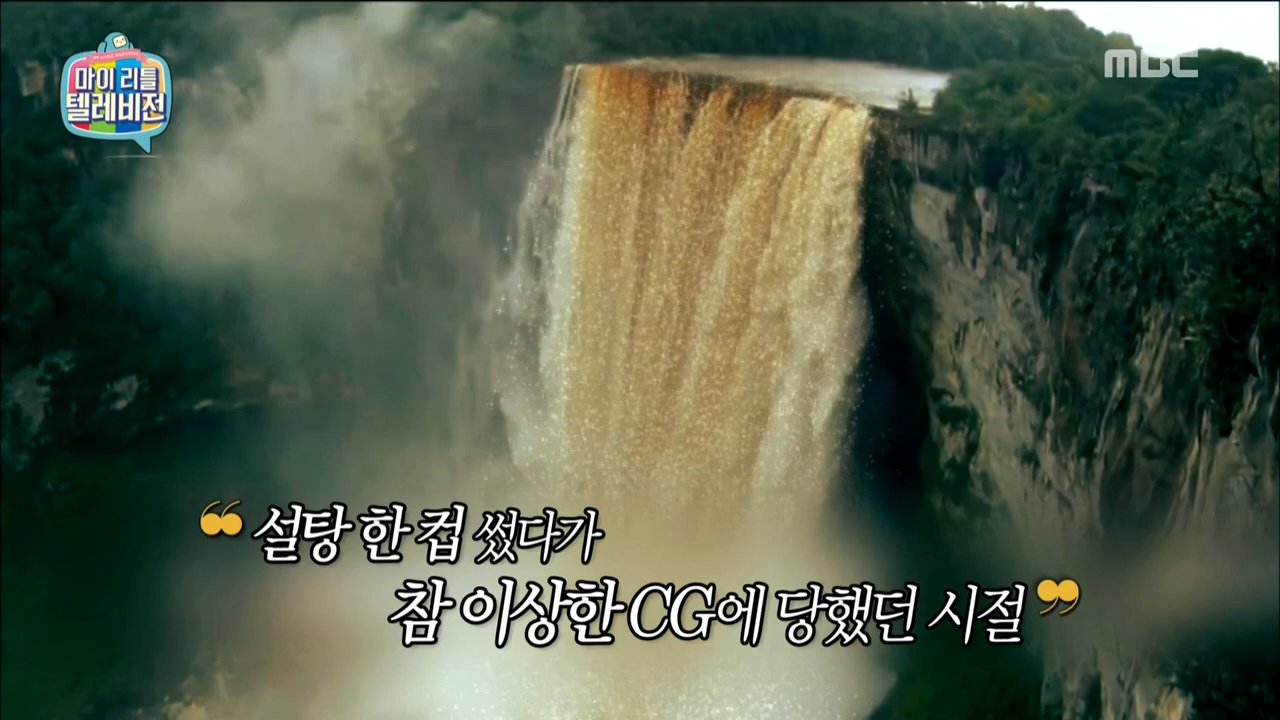 마이 리틀
텔레비전
MBC
❝ 설탕 한 컵 썼다가
참 이상한 CG에 당했던 시절 ❞